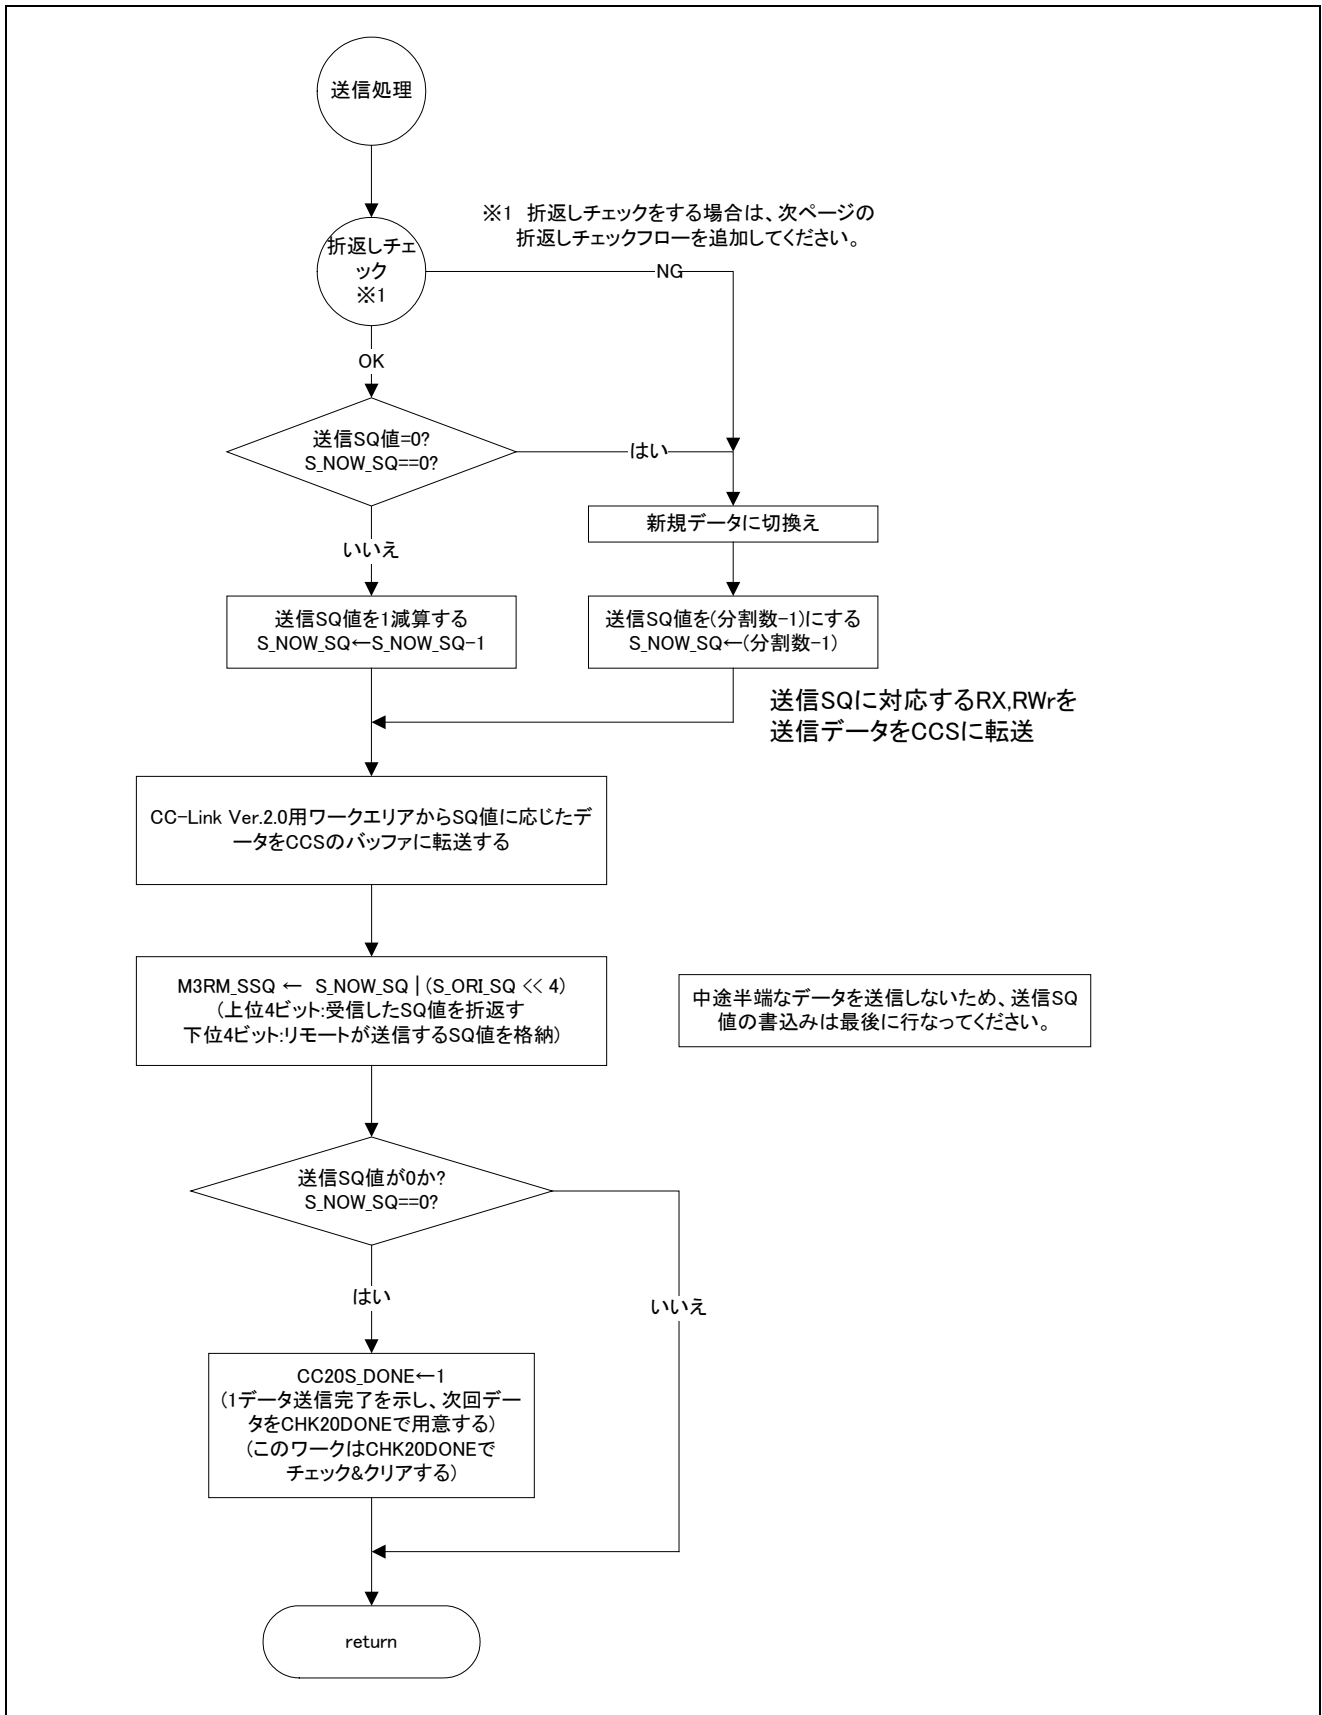 送信処理
※1 折返しチェックをする場合は、次ページの
折返しチェックフローを追加してください。
折返しチェ
ック
※1
NG
OK
送信SQ値=0?
S_NOW_SQ==0?
はい
新規データに切換え
いいえ
送信SQ値を1減算する
S_NOW_SQ←S_NOW_SQ-1
送信SQ値を(分割数-1)にする
S_NOW_SQ←(分割数-1)
送信SQに対応するRX,RWrを
送信データをCCSに転送
CC-Link Ver.2.0用ワークエリアからSQ値に応じたデ
ータをCCSのバッファに転送する
M3RM_SSQ ← S_NOW_SQ | (S_ORI_SQ << 4)
(上位4ビット:受信したSQ値を折返す
下位4ビット:リモートが送信するSQ値を格納)
中途半端なデータを送信しないため、送信SQ
値の書込みは最後に行なってください。
送信SQ値が0か?
S_NOW_SQ==0?
はい
いいえ
CC20S_DONE←1
(1データ送信完了を示し、次回デー
タをCHK20DONEで用意する)
(このワークはCHK20DONEで
チェック&クリアする)
return